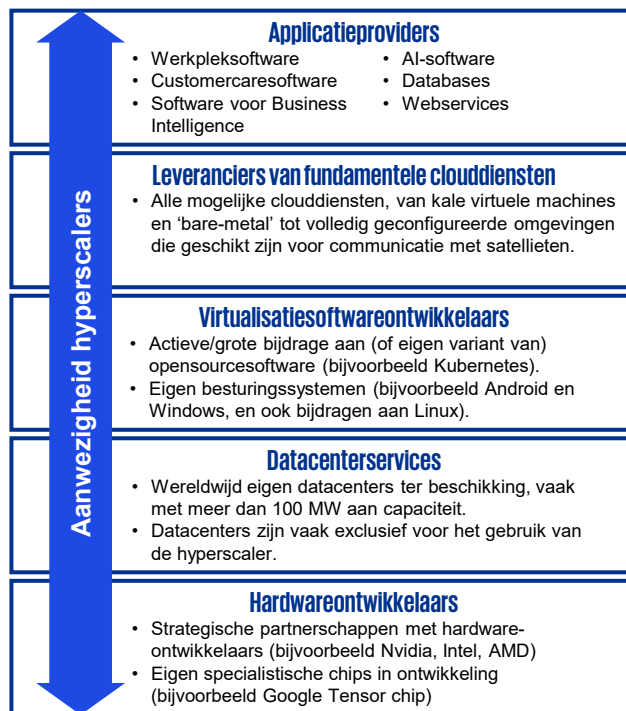 Aanwezigheid hyperscalers
Applicatieproviders
• Werkpleksoftware
• Customercaresoftware
• Software voor Business
Intelligence
• AI-software
• Databases
• Webservices
Leveranciers van fundamentele clouddiensten
• Alle mogelijke clouddiensten, van kale virtuele machines
en ‘bare-metal’ tot volledig geconfigureerde omgevingen
die geschikt zijn voor communicatie met satellieten.
Virtualisatiesoftwareontwikkelaars
• Actieve/grote bijdrage aan (of eigen variant van)
opensourcesoftware (bijvoorbeeld Kubernetes).
• Eigen besturingssystemen (bijvoorbeeld Android en
Windows, en ook bijdragen aan Linux).
Datacenterservices
• Wereldwijd eigen datacenters ter beschikking, vaak
met meer dan 100 MW aan capaciteit.
• Datacenters zijn vaak exclusief voor het gebruik van
de hyperscaler.
Hardwareontwikkelaars
• Strategische partnerschappen met hardware-
ontwikkelaars (bijvoorbeeld Nvidia, Intel, AMD)
• Eigen specialistische chips in ontwikkeling
(bijvoorbeeld Google Tensor chip)